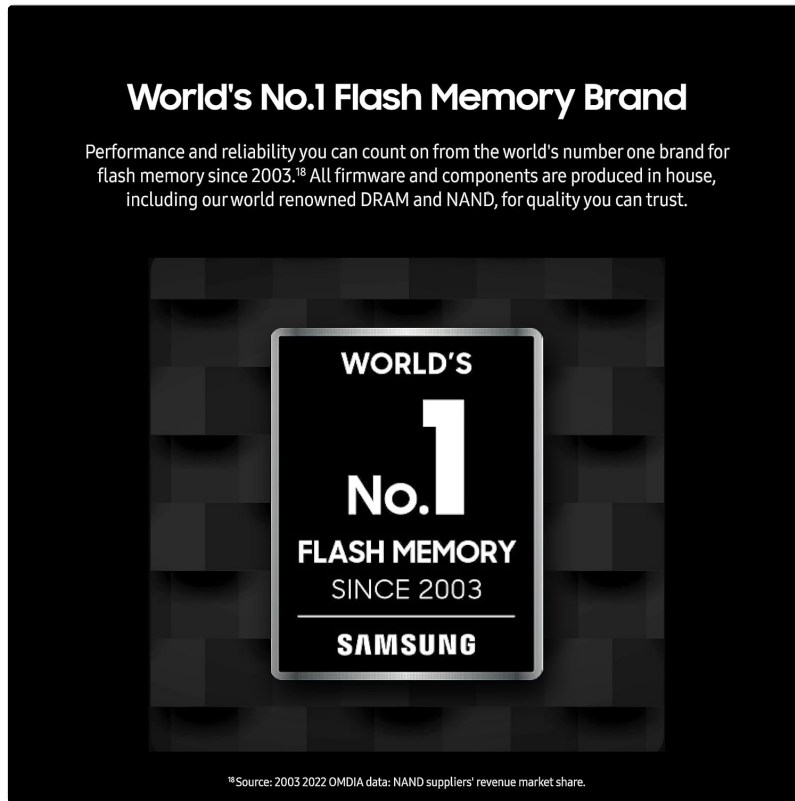 World's No.1 Flash Memory Brand
Performance and reliability you can count on from the world's number one brand for
flash memory since 2003.¹⁸ All firmware and components are produced in house,
including our world renowned DRAM and NAND, for quality you can trust.
WORLD'S
No.1
FLASH MEMORY
SINCE 2003
SAMSUNG
¹⁸Source: 2003 2022 OMDIA data: NAND suppliers' revenue market share.